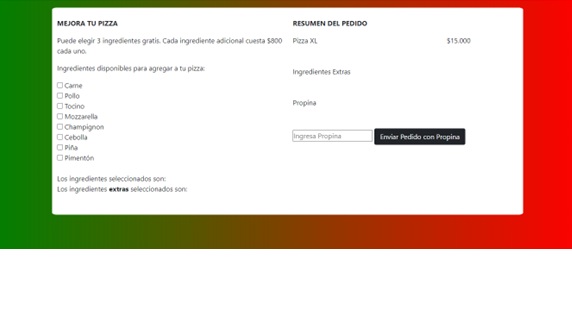 MEJORA TU PIZZA
Puede elegir 3 ingredientes gratis. Cada ingrediente adicional cuesta $800
cada uno.
Ingredientes disponibles para agregar a tu pizza:
Carne
Pollo
Tocino
Mozzarella
Champignon
Cebolla
Piña
Pimentón
Los ingredientes seleccionados son:
Los ingredientes extras seleccionados son:
RESUMEN DEL PEDIDO
Pizza XL $15.000
Ingredientes Extras
Propina
Ingresa Propina Enviar Pedido con Propina